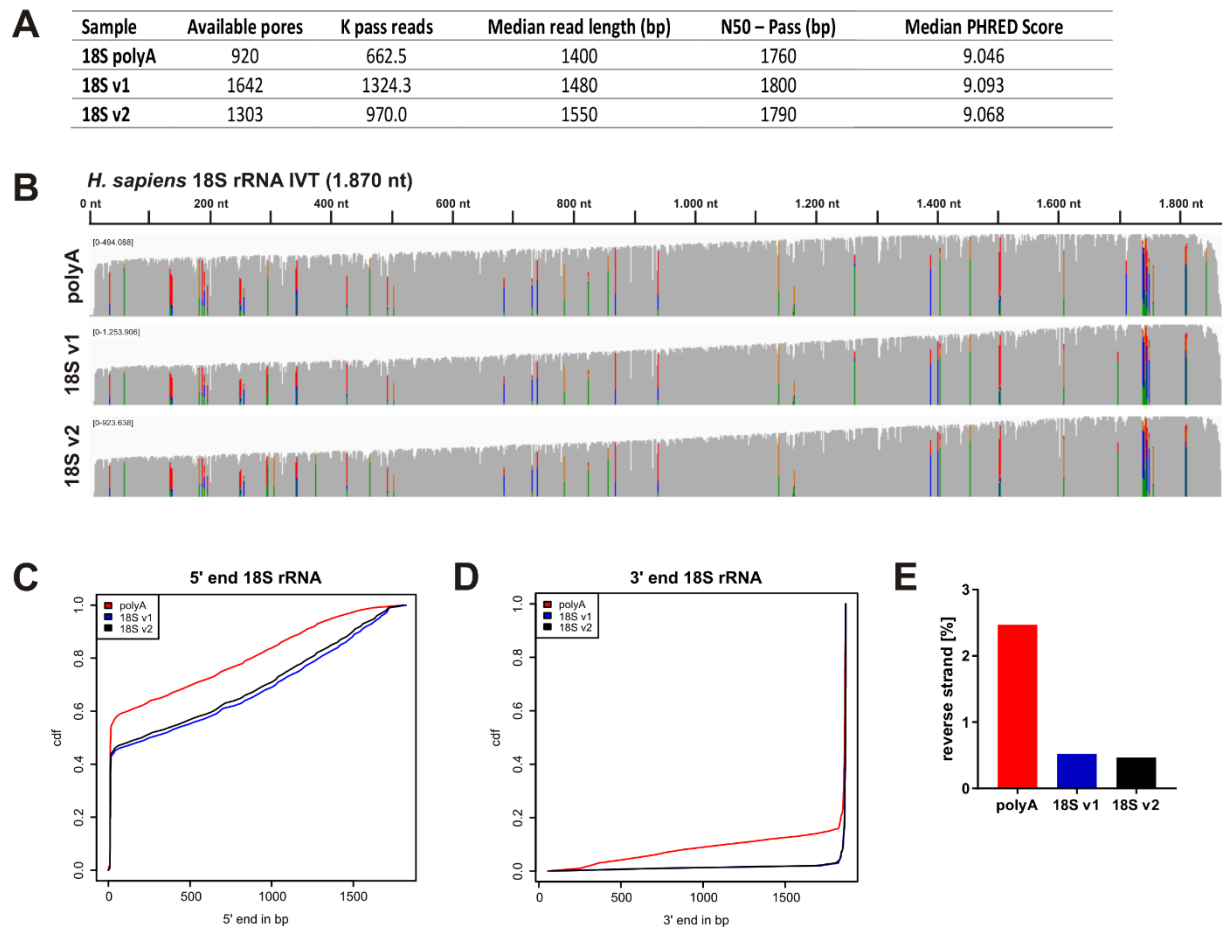 A
Sample Available pores K pass reads Median read length (bp) N50 – Pass (bp) Median PHRED Score
18S polyA 920 662.5 1400 1760 9.046
18S v1 1642 1324.3 1480 1800 9.093
18S v2 1303 970.0 1550 1790 9.068
B
H. sapiens 18S rRNA IVT (1.870 nt)
0 nt 200 nt 400 nt 600 nt 800 nt 1.000 nt 1.200 nt 1.400 nt 1.600 nt 1.800 nt
[0-494.088]
polyA
[0-1.253.906]
18S v1
[0-923.638]
18S v2
C
5' end 18S rRNA
polyA
18S v1
18S v2
cdf
0.0 0.2 0.4 0.6 0.8 1.0
0 500 1000 1500
5' end in bp
D
3' end 18S rRNA
polyA
18S v1
18S v2
cdf
0.0 0.2 0.4 0.6 0.8 1.0
0 500 1000 1500
3' end in bp
E
reverse strand [%]
3
2
1
0
polyA 18S v1 18S v2